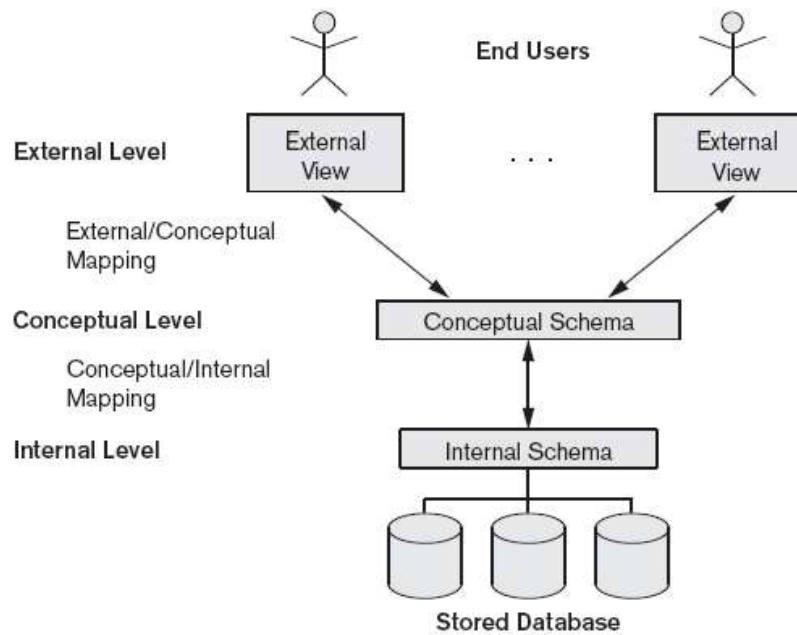 End Users
External Level
External
View
. . .
External
View
External/Conceptual
Mapping
Conceptual Level
Conceptual Schema
Conceptual/Internal
Mapping
Internal Level
Internal Schema
Stored Database